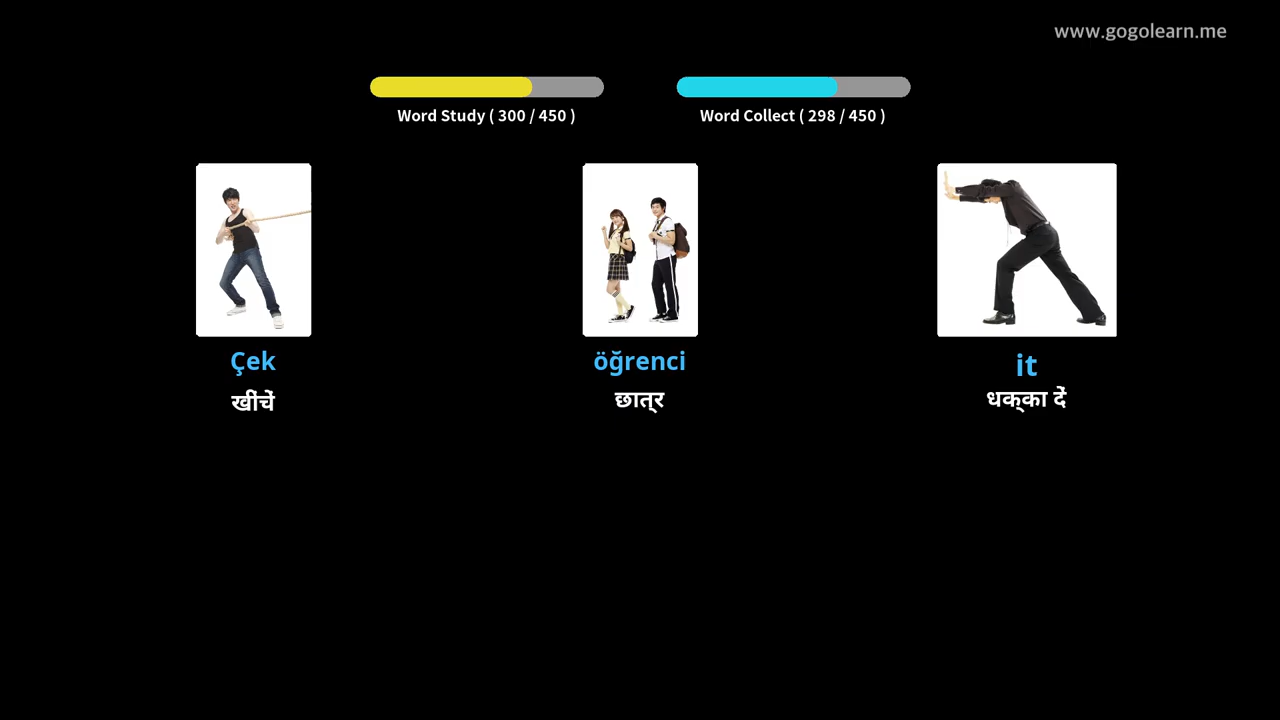 www.gogolearn.me
Word Study ( 300 / 450 )
Word Collect ( 298 / 450 )
Çek
öğrenci
it
खींचें
छात्र
धक्का दें